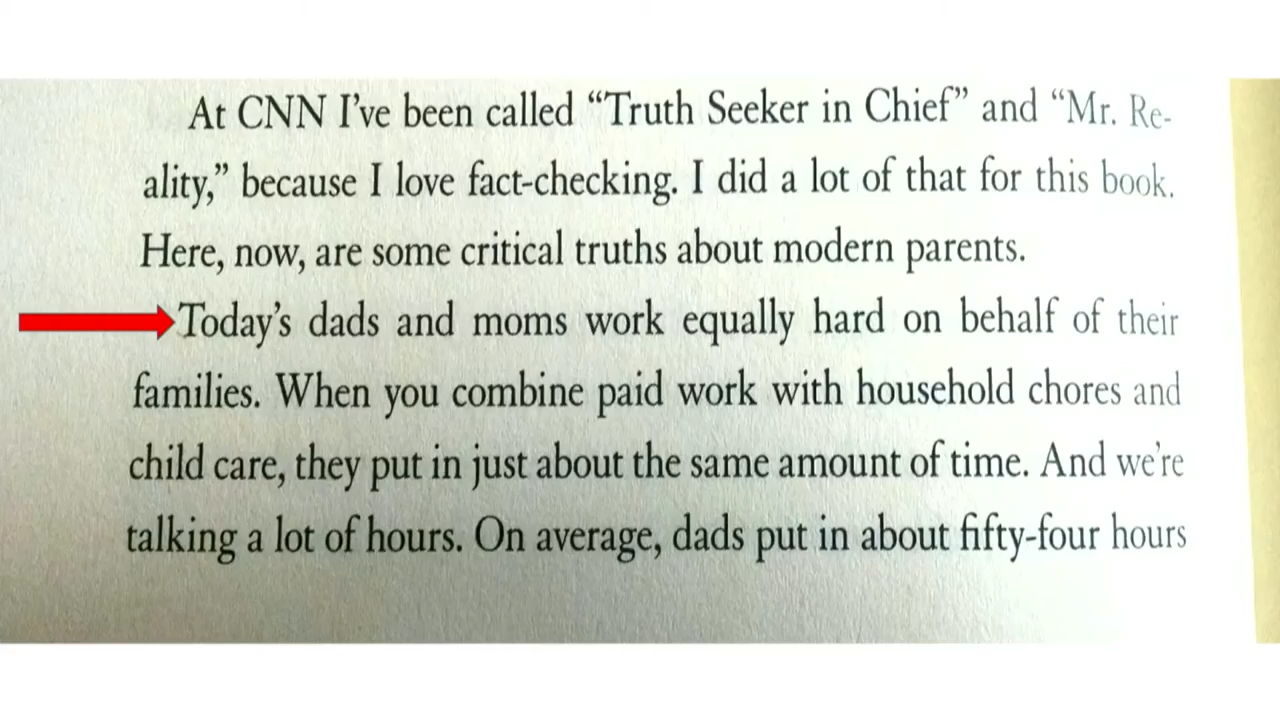 At CNN I've been called “Truth Seeker in Chief” and “Mr. Re-
ality,” because I love fact-checking. I did a lot of that for this book.
Here, now, are some critical truths about modern parents.
Today's dads and moms work equally hard on behalf of their
families. When you combine paid work with household chores and
child care, they put in just about the same amount of time. And we're
talking a lot of hours. On average, dads put in about fifty-four hours